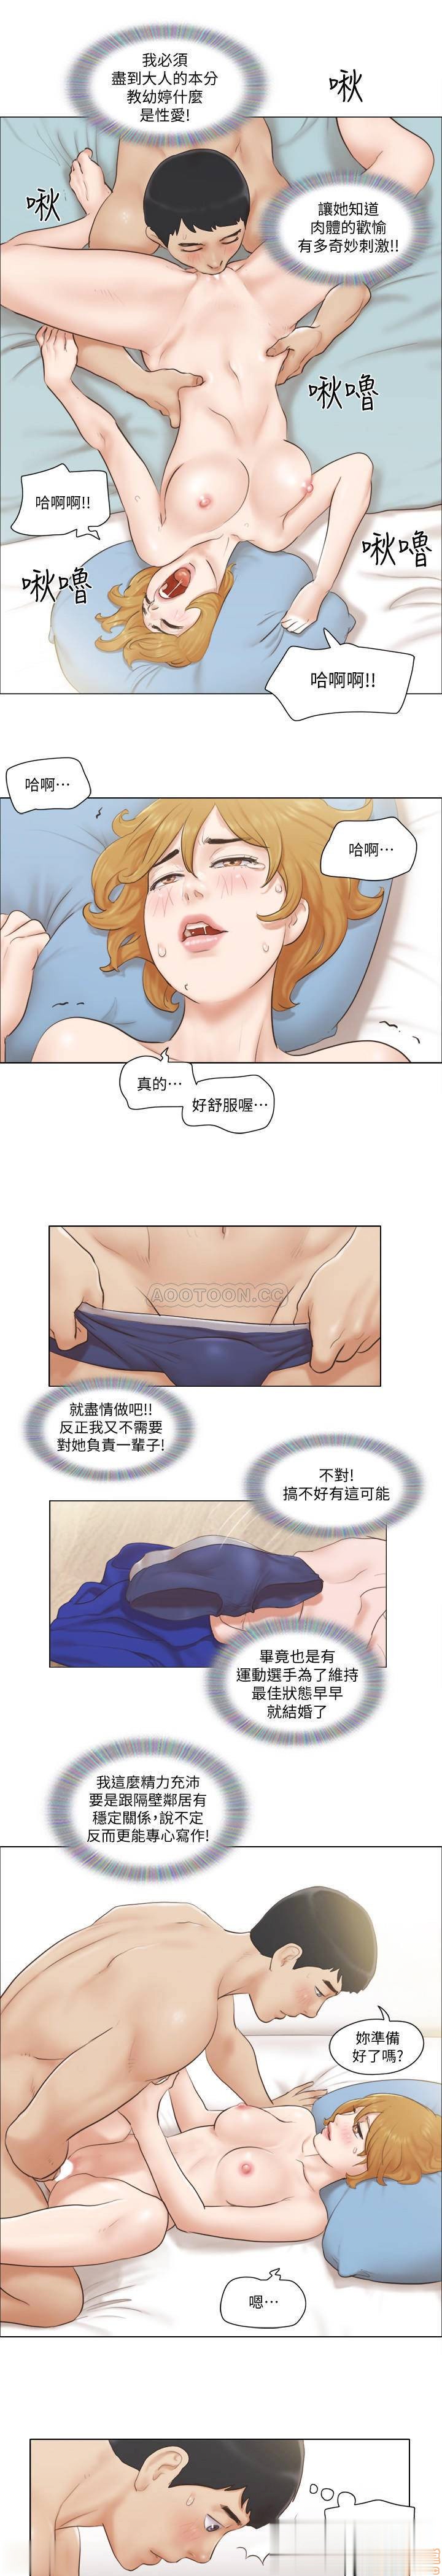 我必須
盡到大人的本分
教幼婷什麼
是性愛!
啾
啾
讓她知道
肉體的歡愉
有多奇妙刺激!!
啾嚕
哈啊啊!!
啾嚕
啾嚕
哈啊啊!!
哈啊…
哈啊…
真的…
好舒服喔…
AOOTOON.CC
就盡情做吧!!
反正我又不需要
對她負責一輩子!
不對!
搞不好有這可能
畢竟也是有
運動選手為了維持
最佳狀態早早
就結婚了
我這麼精力充沛
要是跟隔壁鄰居有
穩定關係,說不定
反而更能專心寫作!
妳準備
好了嗎?
嗯…